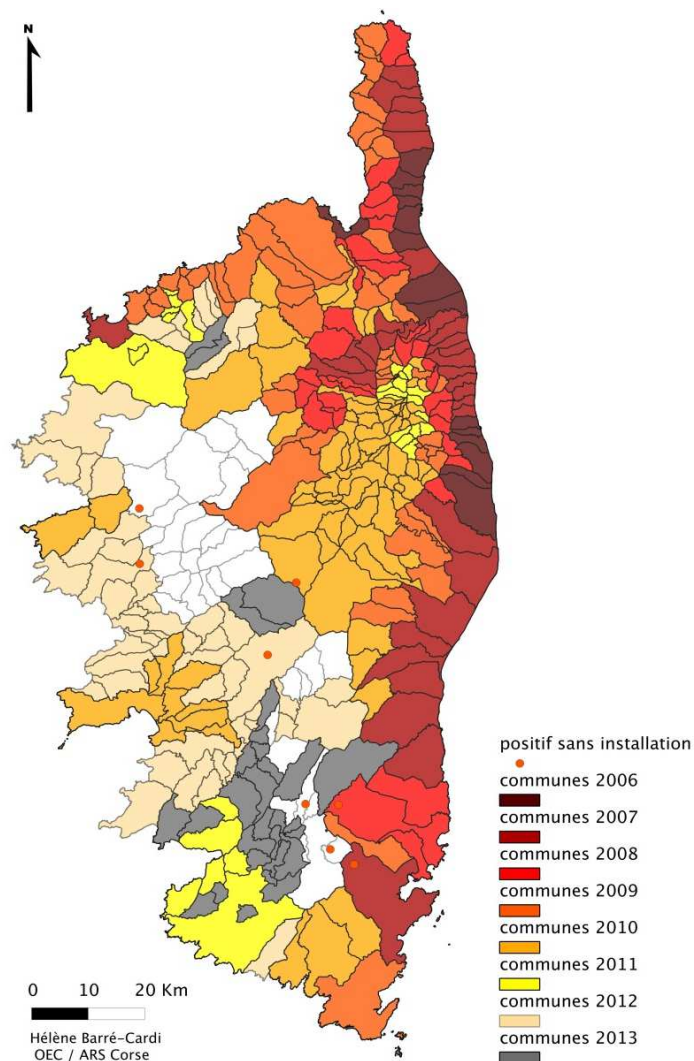 N
positif sans installation
communes 2006
communes 2007
communes 2008
communes 2009
communes 2010
communes 2011
communes 2012
communes 2013
0 10 20 Km
Hélène Barré-Cardi
OEC / ARS Corse